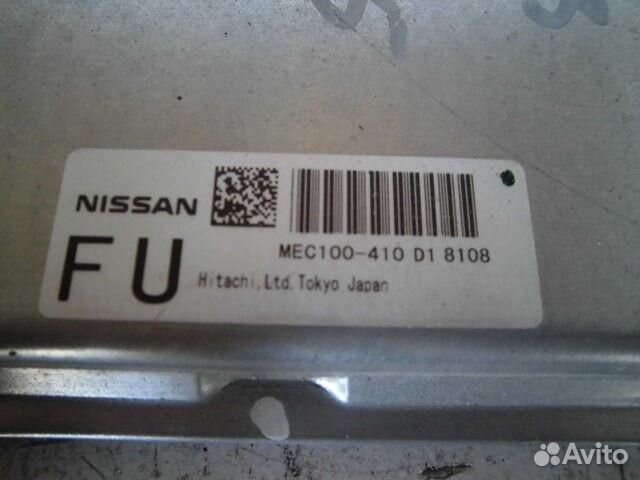 NISSAN
FU
MEC100-410 D1 8108
Hitachi,Ltd.Tokyo Japan
Avito